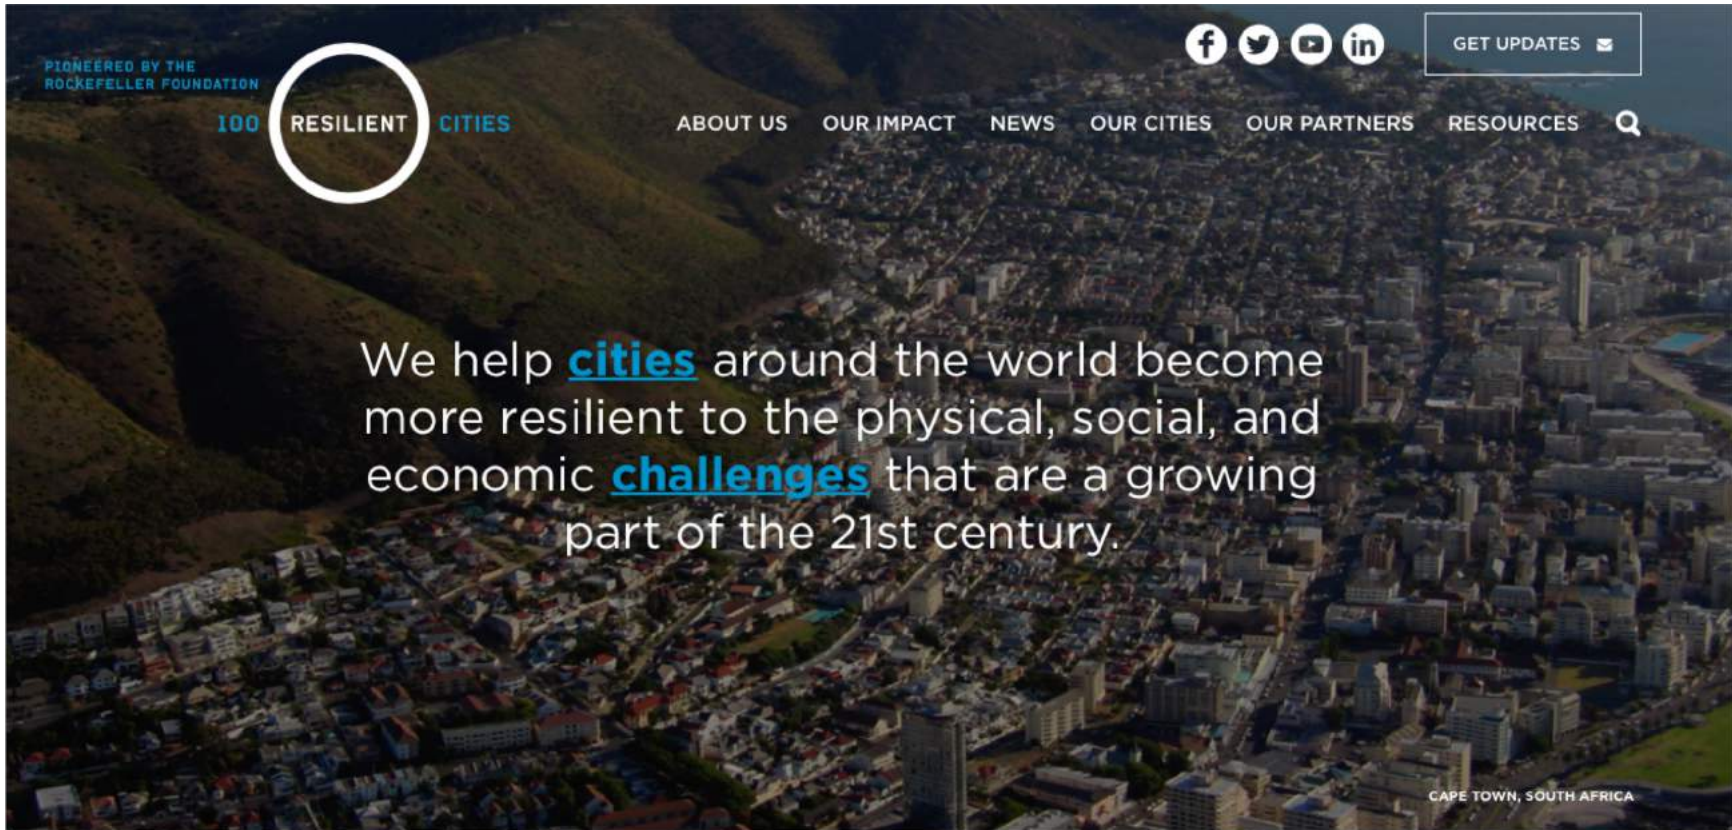 PIONEERED BY THE
ROCKEFELLER FOUNDATION
100 RESILIENT CITIES
GET UPDATES
ABOUT US OUR IMPACT NEWS OUR CITIES OUR PARTNERS RESOURCES
We help cities around the world become
more resilient to the physical, social, and
economic challenges that are a growing
part of the 21st century.
CAPE TOWN, SOUTH AFRICA